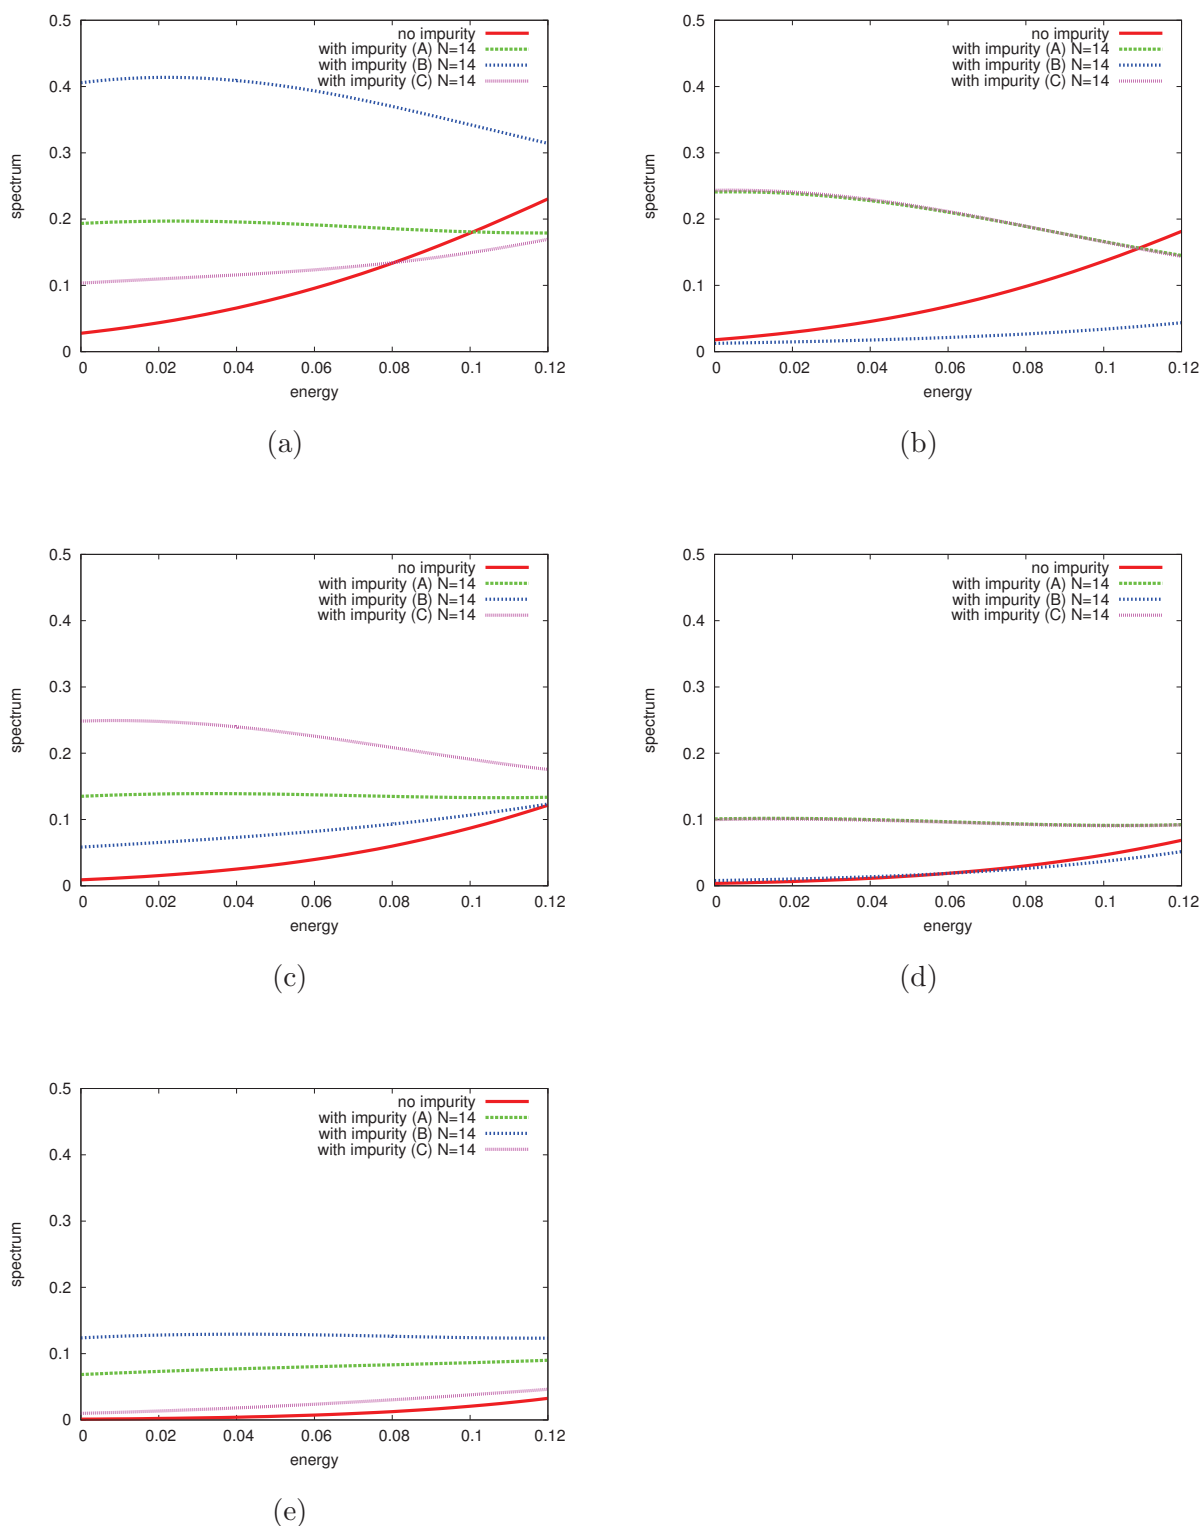 0.5
0.4
0.3
0.2
0.1
0
spectrum
no impurity
with impurity (A) N=14
with impurity (B) N=14
with impurity (C) N=14
0 0.02 0.04 0.06 0.08 0.1 0.12
energy
(a)
0.5
0.4
0.3
0.2
0.1
0
spectrum
no impurity
with impurity (A) N=14
with impurity (B) N=14
with impurity (C) N=14
0 0.02 0.04 0.06 0.08 0.1 0.12
energy
(b)
0.5
0.4
0.3
0.2
0.1
0
spectrum
no impurity
with impurity (A) N=14
with impurity (B) N=14
with impurity (C) N=14
0 0.02 0.04 0.06 0.08 0.1 0.12
energy
(c)
0.5
0.4
0.3
0.2
0.1
0
spectrum
no impurity
with impurity (A) N=14
with impurity (B) N=14
with impurity (C) N=14
0 0.02 0.04 0.06 0.08 0.1 0.12
energy
(d)
0.5
0.4
0.3
0.2
0.1
0
spectrum
no impurity
with impurity (A) N=14
with impurity (B) N=14
with impurity (C) N=14
0 0.02 0.04 0.06 0.08 0.1 0.12
energy
(e)